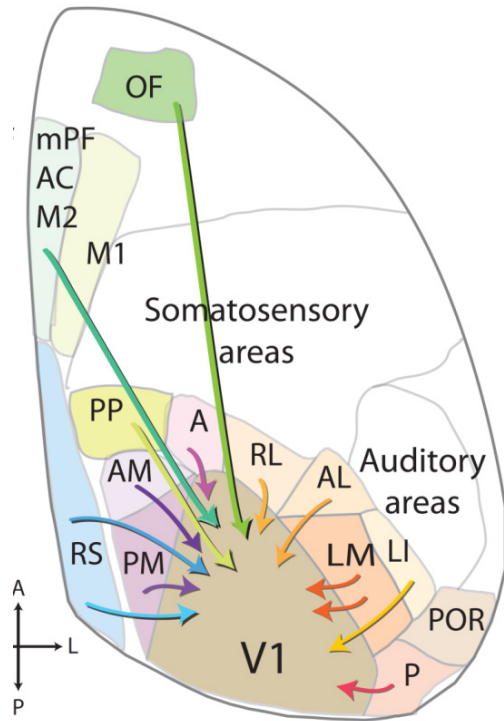 OF
mPF
AC
M2
M1
Somatosensory
areas
PP
A
RL
AM
AL
Auditory
areas
RS
PM
LM
LI
POR
V1
P
A
L
P